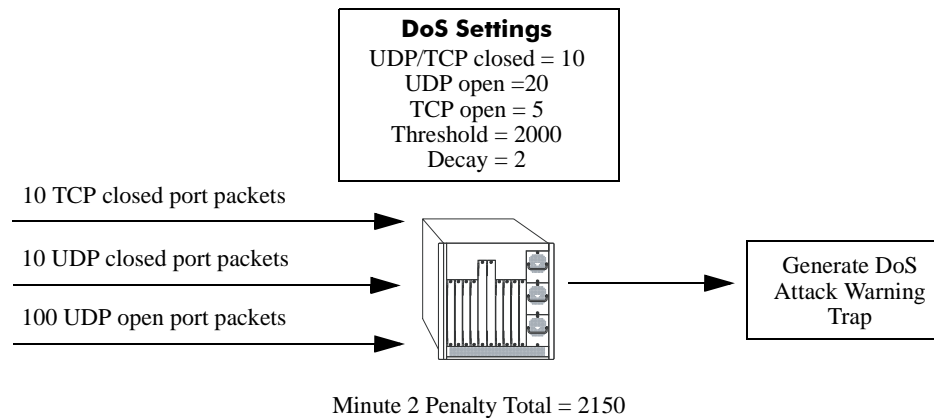 DoS Settings
UDP/TCP closed = 10
UDP open =20
TCP open = 5
Threshold = 2000
Decay = 2
10 TCP closed port packets
10 UDP closed port packets
100 UDP open port packets
Generate DoS
Attack Warning
Trap
Minute 2 Penalty Total = 2150